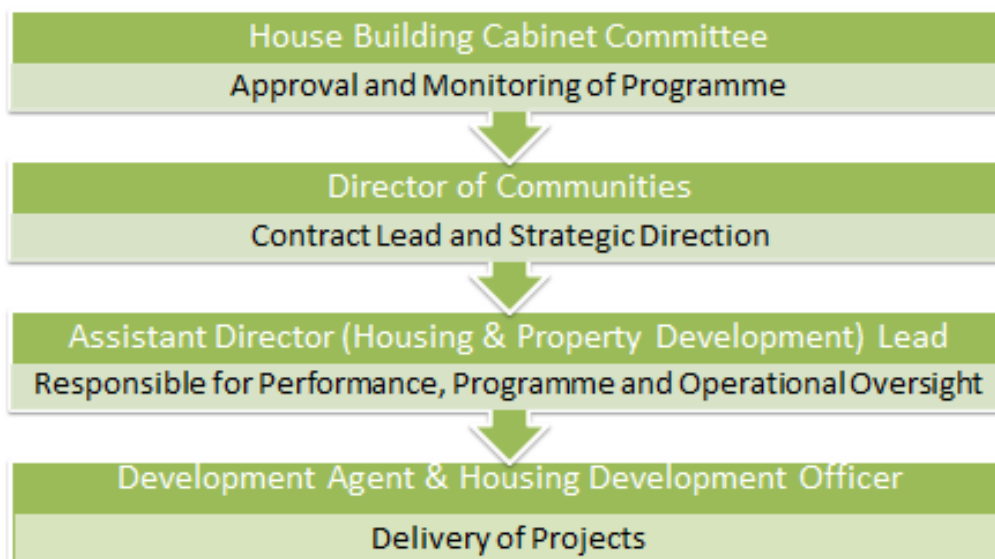 House Building Cabinet Committee
Approval and Monitoring of Programme
Director of Communities
Contract Lead and Strategic Direction
Assistant Director (Housing & Property Development) Lead
Responsible for Performance, Programme and Operational Oversight
Development Agent & Housing Development Officer
Delivery of Projects